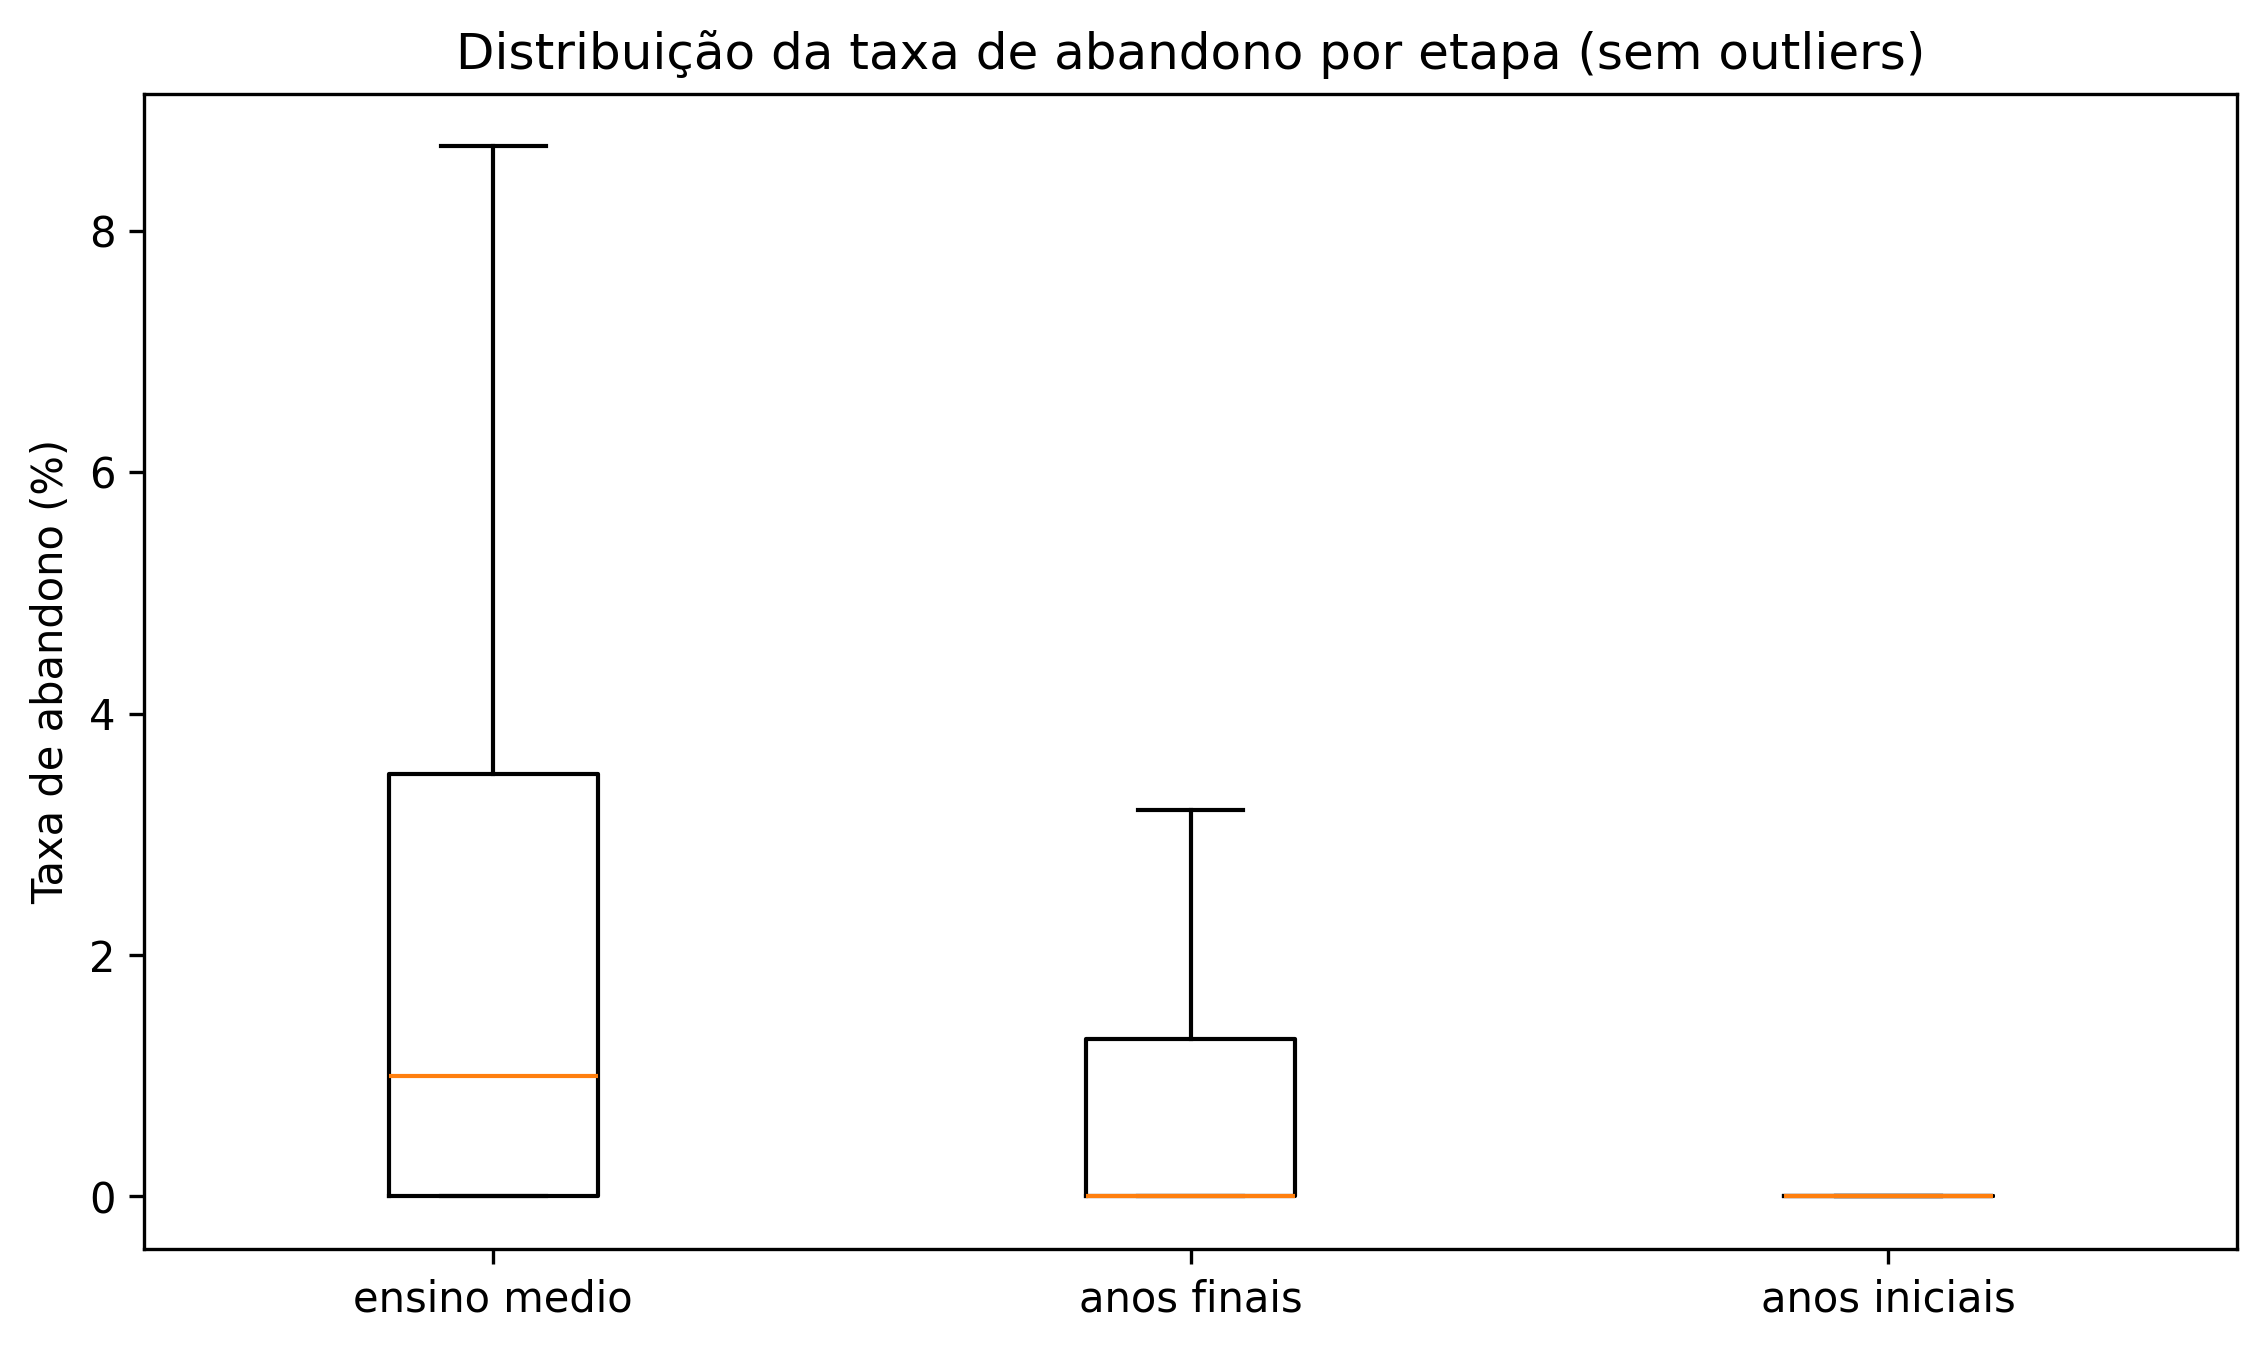 Distribuição da taxa de abandono por etapa (sem outliers)
Taxa de abandono (%)
8
6
4
2
0
ensino medio
anos finais
anos iniciais